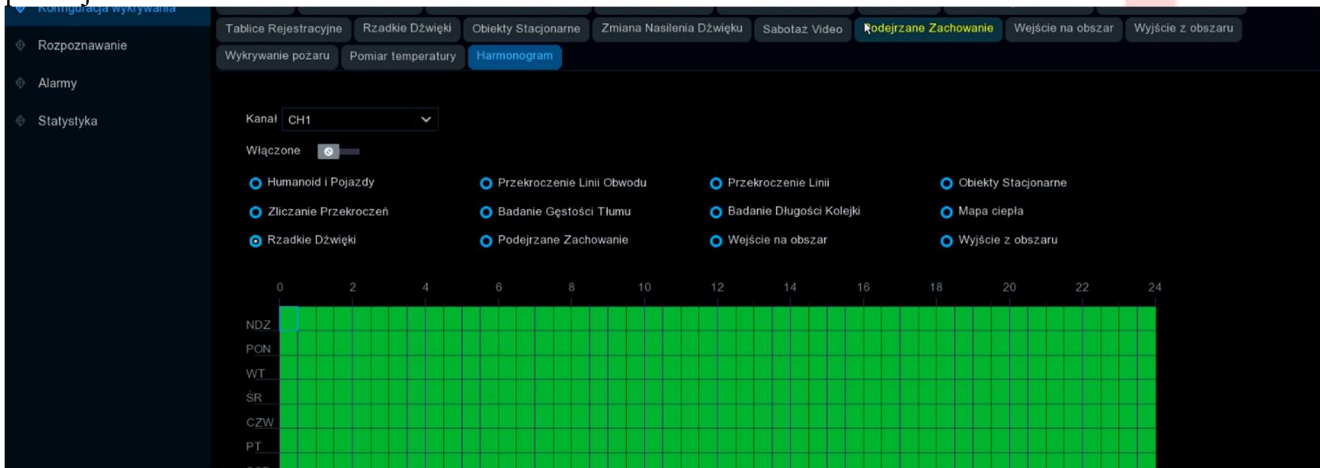 Konfiguracja wykrywania
Tablice Rejestracyjne Rzadkie Dźwięki Obiekty Stacjonarne Zmiana Nasilenia Dźwięku Sabotaż Video Podejrzane Zachowanie Wejście na obszar Wyjście z obszaru
Rozpoznawanie
Wykrywanie pożaru Pomiar temperatury Harmonogram
Alarmy
Statystyka
Kanał CH1
Włączone
Humanoid i Pojazdy Przekroczenie Linii Obwodu Przekroczenie Linii Obiekty Stacjonarne
Zliczanie Przekroczeń Badanie Gęstości Tłumu Badanie Długości Kolejki Mapa ciepła
Rzadkie Dźwięki Podejrzane Zachowanie Wejście na obszar Wyjście z obszaru
0 2 4 6 8 10 12 14 16 18 20 22 24
NDZ
PON
WT
ŚR
CZW
PT